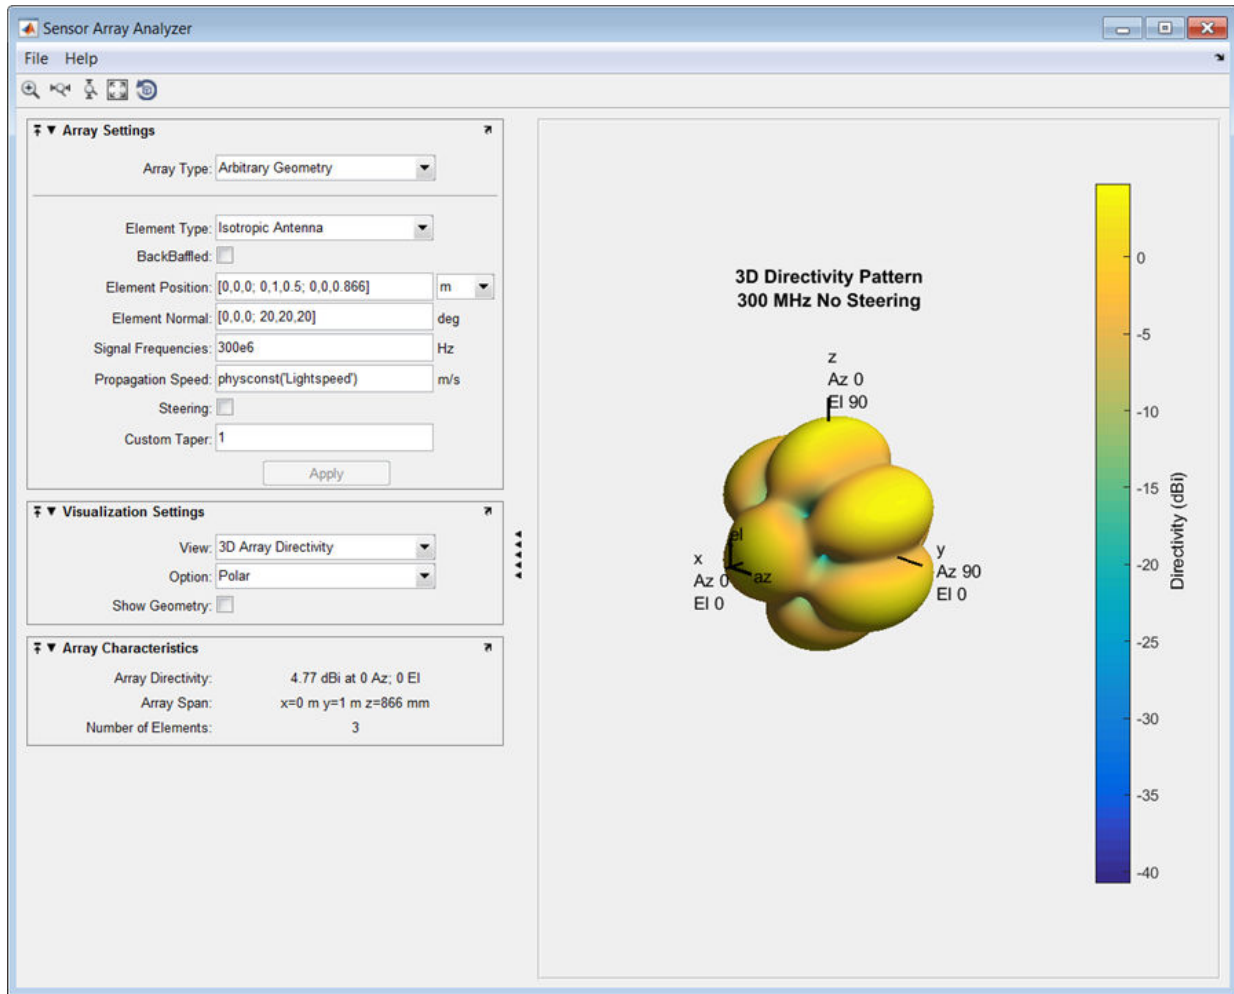 Sensor Array Analyzer
File Help
Array Settings
Array Type: Arbitrary Geometry
Element Type: Isotropic Antenna
BackBaffled:
Element Position: [0,0,0; 0,1,0.5; 0,0,0.866] m
Element Normal: [0,0,0; 20,20,20] deg
Signal Frequencies: 300e6 Hz
Propagation Speed: physconst('Lightspeed') m/s
Steering:
Custom Taper: 1
Apply
Visualization Settings
View: 3D Array Directivity
Option: Polar
Show Geometry:
Array Characteristics
Array Directivity: 4.77 dBi at 0 Az; 0 El
Array Span: x=0 m y=1 m z=866 mm
Number of Elements: 3
3D Directivity Pattern
300 MHz No Steering
z
Az 0
El 90
el
az
x
Az 0
El 0
y
Az 90
El 0
0
-5
-10
-15
-20
-25
-30
-35
-40
Directivity (dBi)